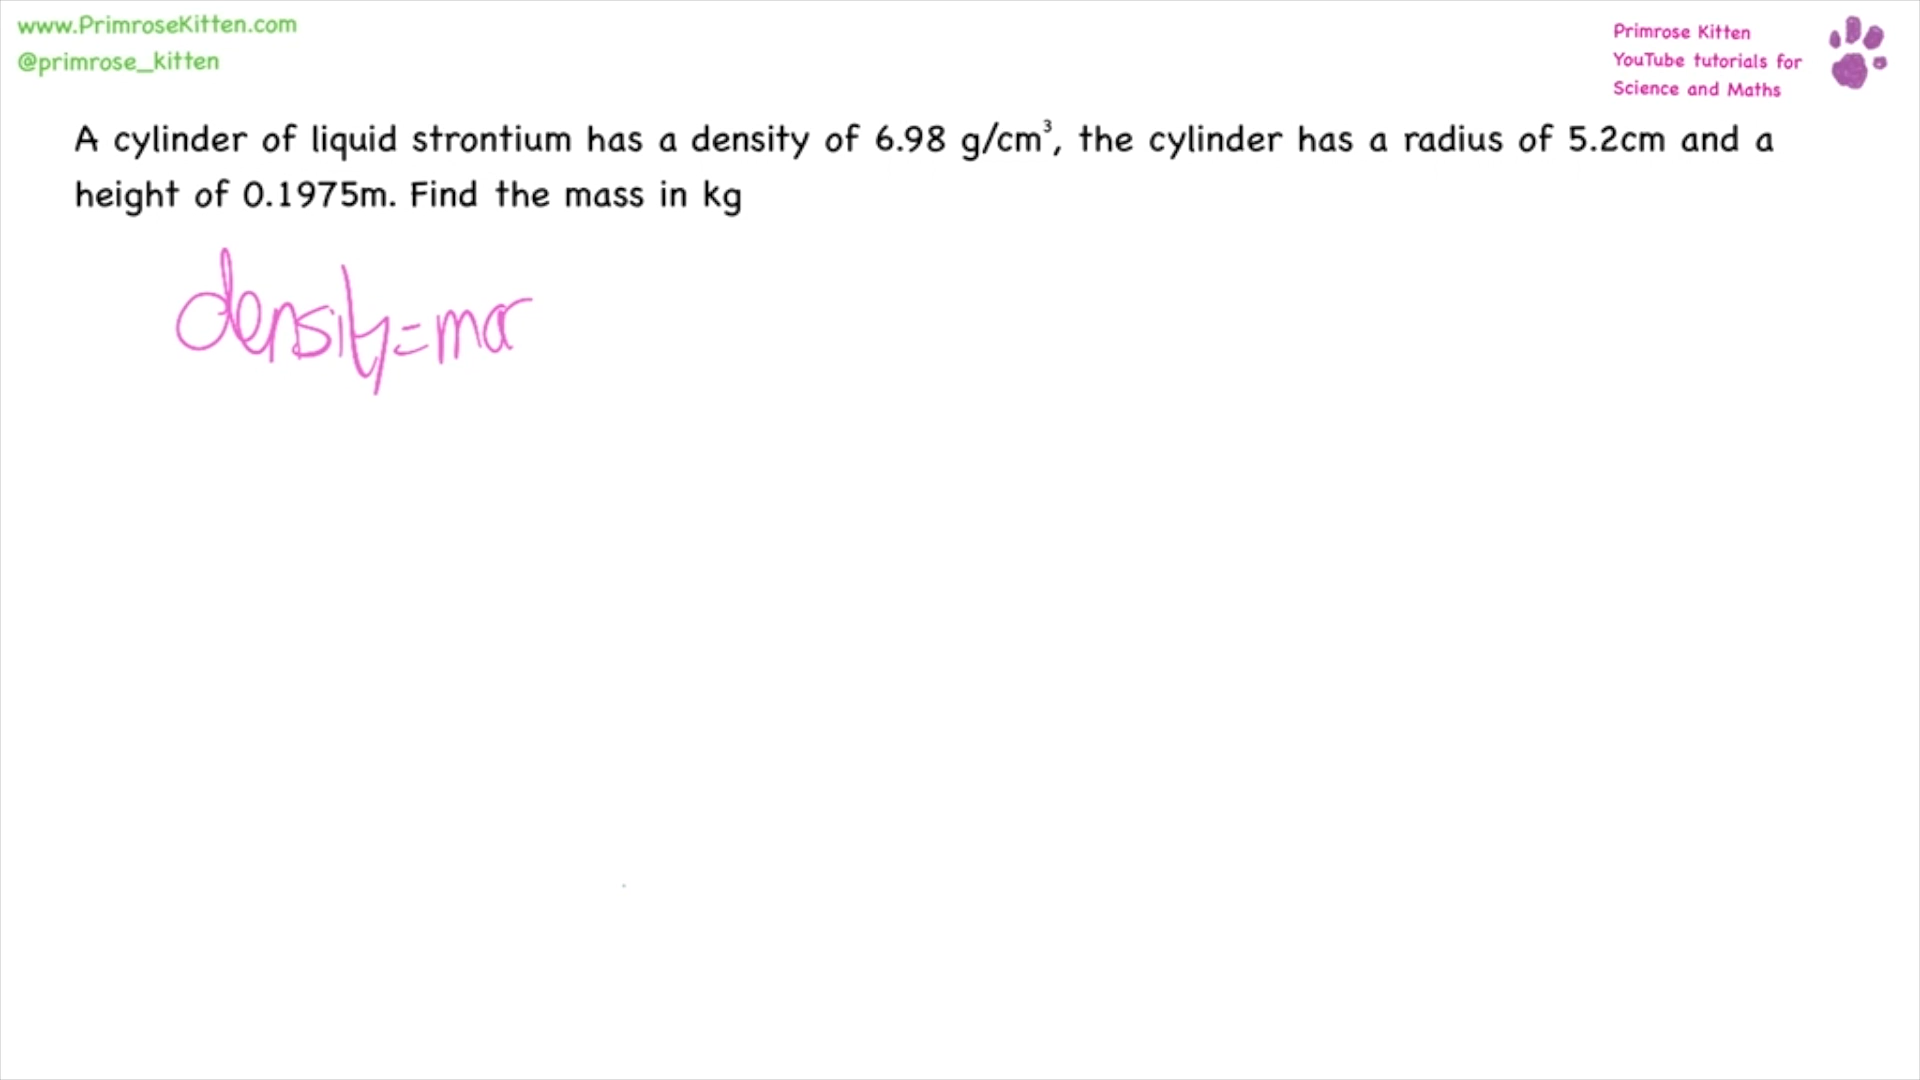 www.PrimroseKitten.com
@primrose_kitten
Primrose Kitten
YouTube tutorials for
Science and Maths
A cylinder of liquid strontium has a density of 6.98 g/cm³, the cylinder has a radius of 5.2cm and a
height of 0.1975m. Find the mass in kg
density=ma